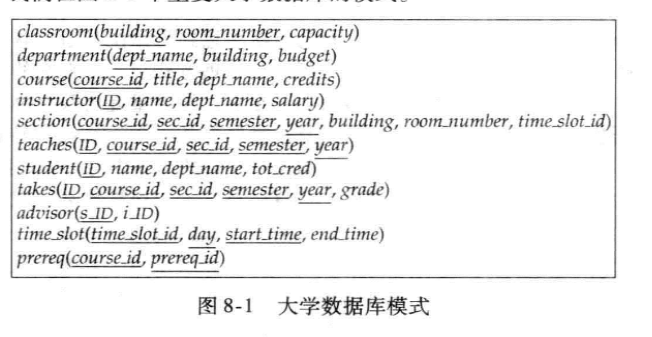 classroom(building, room_number, capacity)
department(dept_name, building, budget)
course(course_id, title, dept_name, credits)
instructor(ID, name, dept_name, salary)
section(course_id, sec_id, semester, year, building, room_number, time_slot_id)
teaches(ID, course_id, sec_id, semester, year)
student(ID, name, dept_name, tot_cred)
takes(ID, course_id, sec_id, semester, year, grade)
advisor(s_ID, i_ID)
time_slot(time_slot_id, day, start_time, end_time)
prereq(course_id, prereq_id)
图 8-1 大学数据库模式